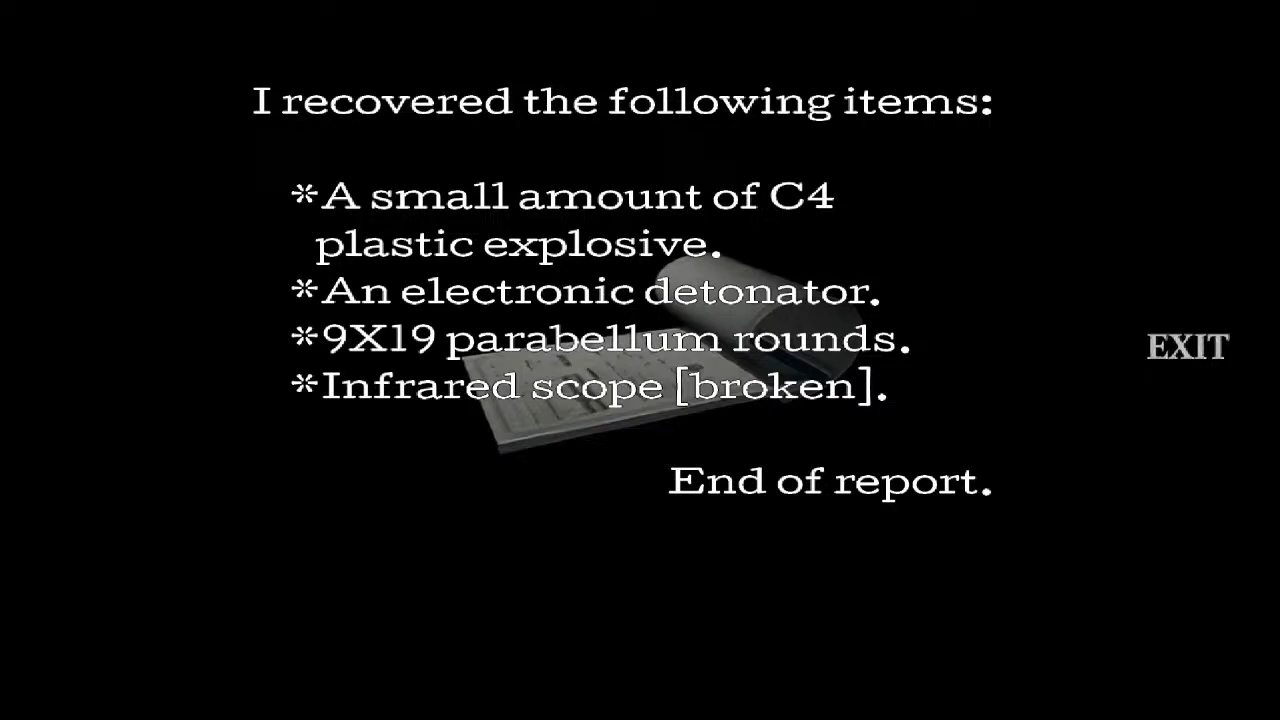 I recovered the following items:
*A small amount of C4
plastic explosive.
*An electronic detonator.
*9X19 parabellum rounds.
EXIT
*Infrared scope [broken].
End of report.